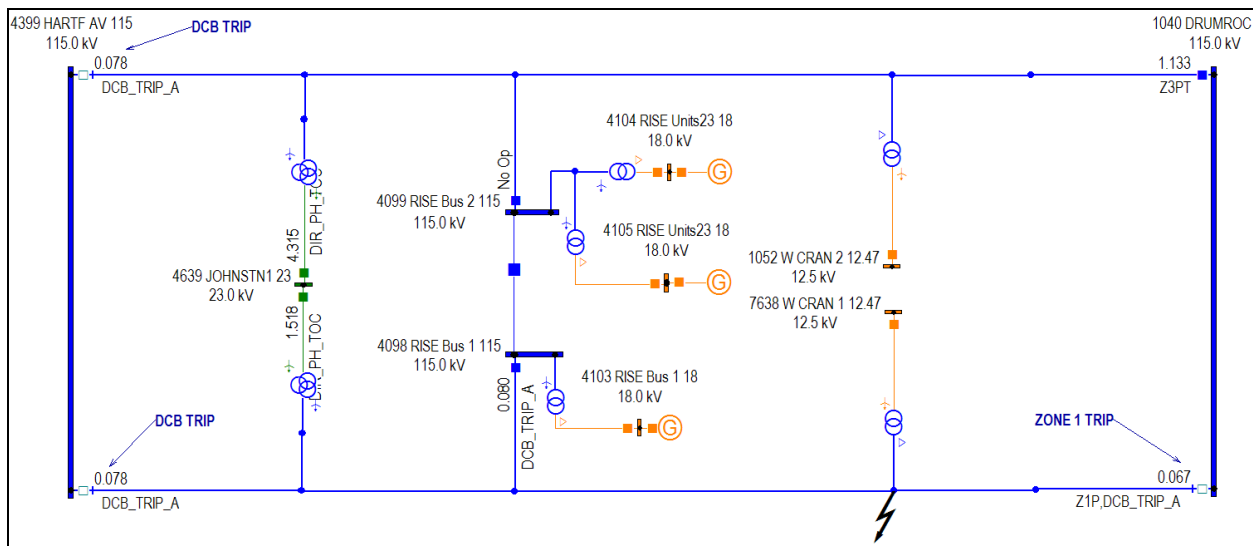 4399 HARTF AV 115
115.0 kV
DCB TRIP
1040 DRUMROC
115.0 kV
0.078
DCB_TRIP_A
1.133
Z3PT
4104 RISE Units23 18
18.0 kV
No Op
DIR_PH_TOC
4.315
4099 RISE Bus 2 115
115.0 kV
4105 RISE Units23 18
18.0 kV
4639 JOHNSTN1 23
23.0 kV
1052 W CRAN 2 12.47
12.5 kV
7638 W CRAN 1 12.47
12.5 kV
1.518
DIR_PH_TOC
4098 RISE Bus 1 115
115.0 kV
0.080
DCB_TRIP_A
4103 RISE Bus 1 18
18.0 kV
G
G
G
DCB TRIP
ZONE 1 TRIP
0.078
DCB_TRIP_A
0.067
Z1P,DCB_TRIP_A